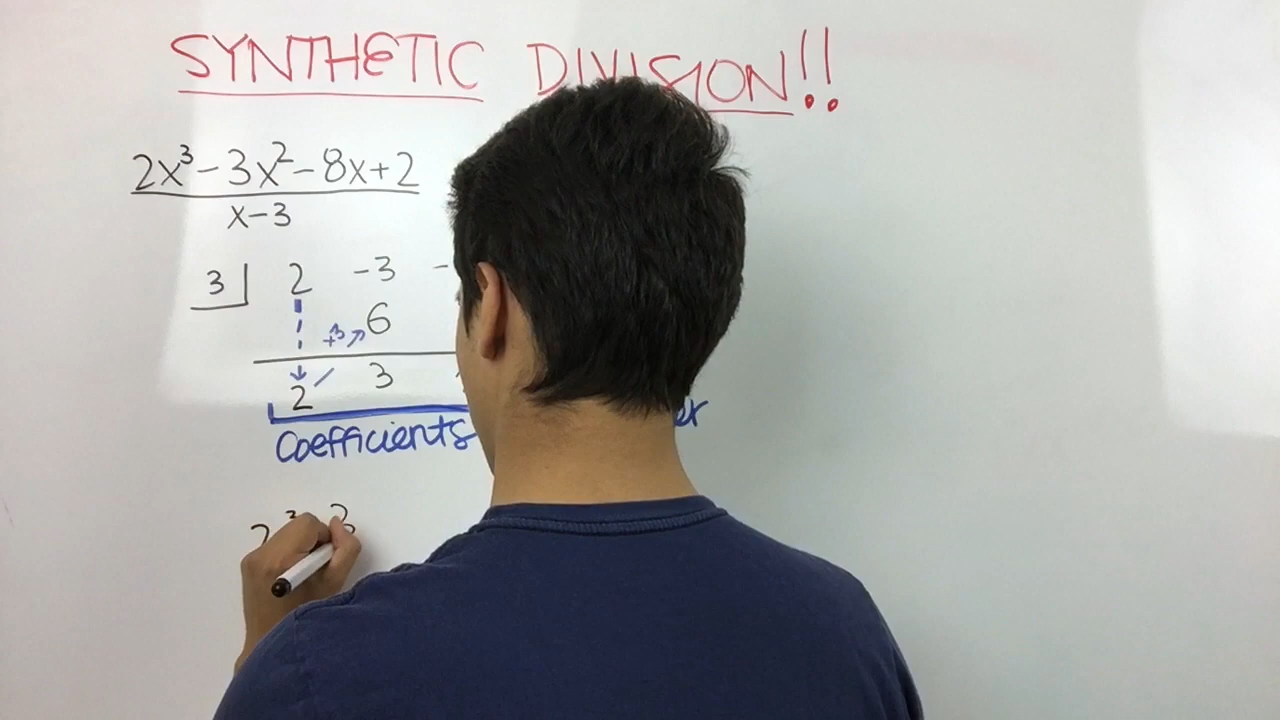 SYNTHETIC DIVISION!!
2x³-3x²-8x+2
x-3
3 2 -3 -
6
2 3
Coefficients